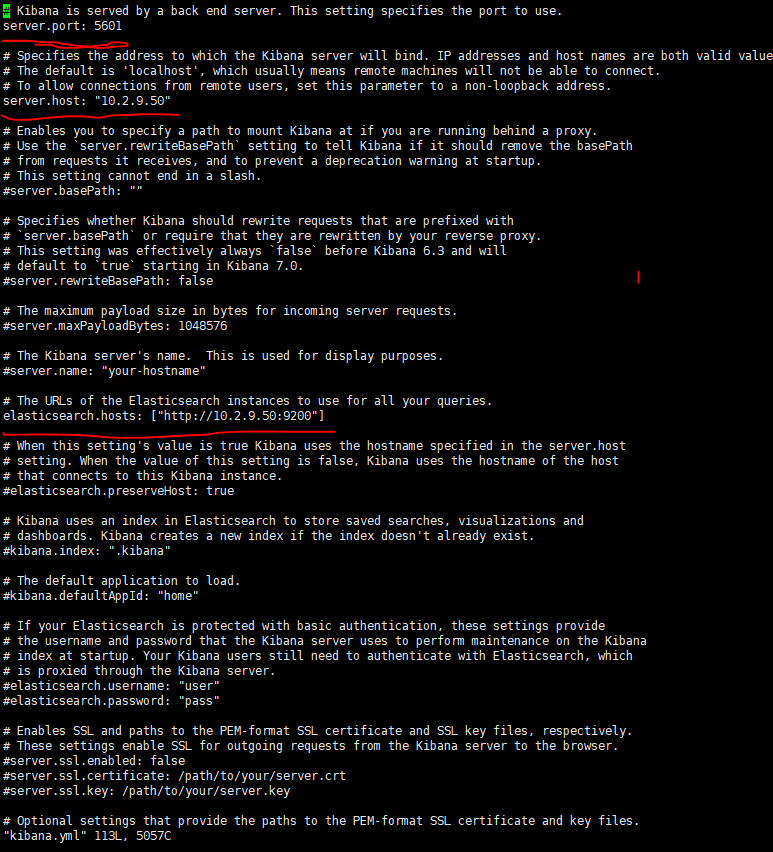 # Kibana is served by a back end server. This setting specifies the port to use.
server.port: 5601
# Specifies the address to which the Kibana server will bind. IP addresses and host names are both valid value
# The default is 'localhost', which usually means remote machines will not be able to connect.
# To allow connections from remote users, set this parameter to a non-loopback address.
server.host: "10.2.9.50"
# Enables you to specify a path to mount Kibana at if you are running behind a proxy.
# Use the `server.rewriteBasePath` setting to tell Kibana if it should remove the basePath
# from requests it receives, and to prevent a deprecation warning at startup.
# This setting cannot end in a slash.
#server.basePath: ""
# Specifies whether Kibana should rewrite requests that are prefixed with
# `server.basePath` or require that they are rewritten by your reverse proxy.
# This setting was effectively always `false` before Kibana 6.3 and will
# default to `true` starting in Kibana 7.0.
#server.rewriteBasePath: false
# The maximum payload size in bytes for incoming server requests.
#server.maxPayloadBytes: 1048576
# The Kibana server's name.  This is used for display purposes.
#server.name: "your-hostname"
# The URLs of the Elasticsearch instances to use for all your queries.
elasticsearch.hosts: ["http://10.2.9.50:9200"]
# When this setting's value is true Kibana uses the hostname specified in the server.host
# setting. When the value of this setting is false, Kibana uses the hostname of the host
# that connects to this Kibana instance.
#elasticsearch.preserveHost: true
# Kibana uses an index in Elasticsearch to store saved searches, visualizations and
# dashboards. Kibana creates a new index if the index doesn't already exist.
#kibana.index: ".kibana"
# The default application to load.
#kibana.defaultAppId: "home"
# If your Elasticsearch is protected with basic authentication, these settings provide
# the username and password that the Kibana server uses to perform maintenance on the Kibana
# index at startup. Your Kibana users still need to authenticate with Elasticsearch, which
# is proxied through the Kibana server.
#elasticsearch.username: "user"
#elasticsearch.password: "pass"
# Enables SSL and paths to the PEM-format SSL certificate and SSL key files, respectively.
# These settings enable SSL for outgoing requests from the Kibana server to the browser.
#server.ssl.enabled: false
#server.ssl.certificate: /path/to/your/server.crt
#server.ssl.key: /path/to/your/server.key
# Optional settings that provide the paths to the PEM-format SSL certificate and key files.
"kibana.yml" 113L, 5057C